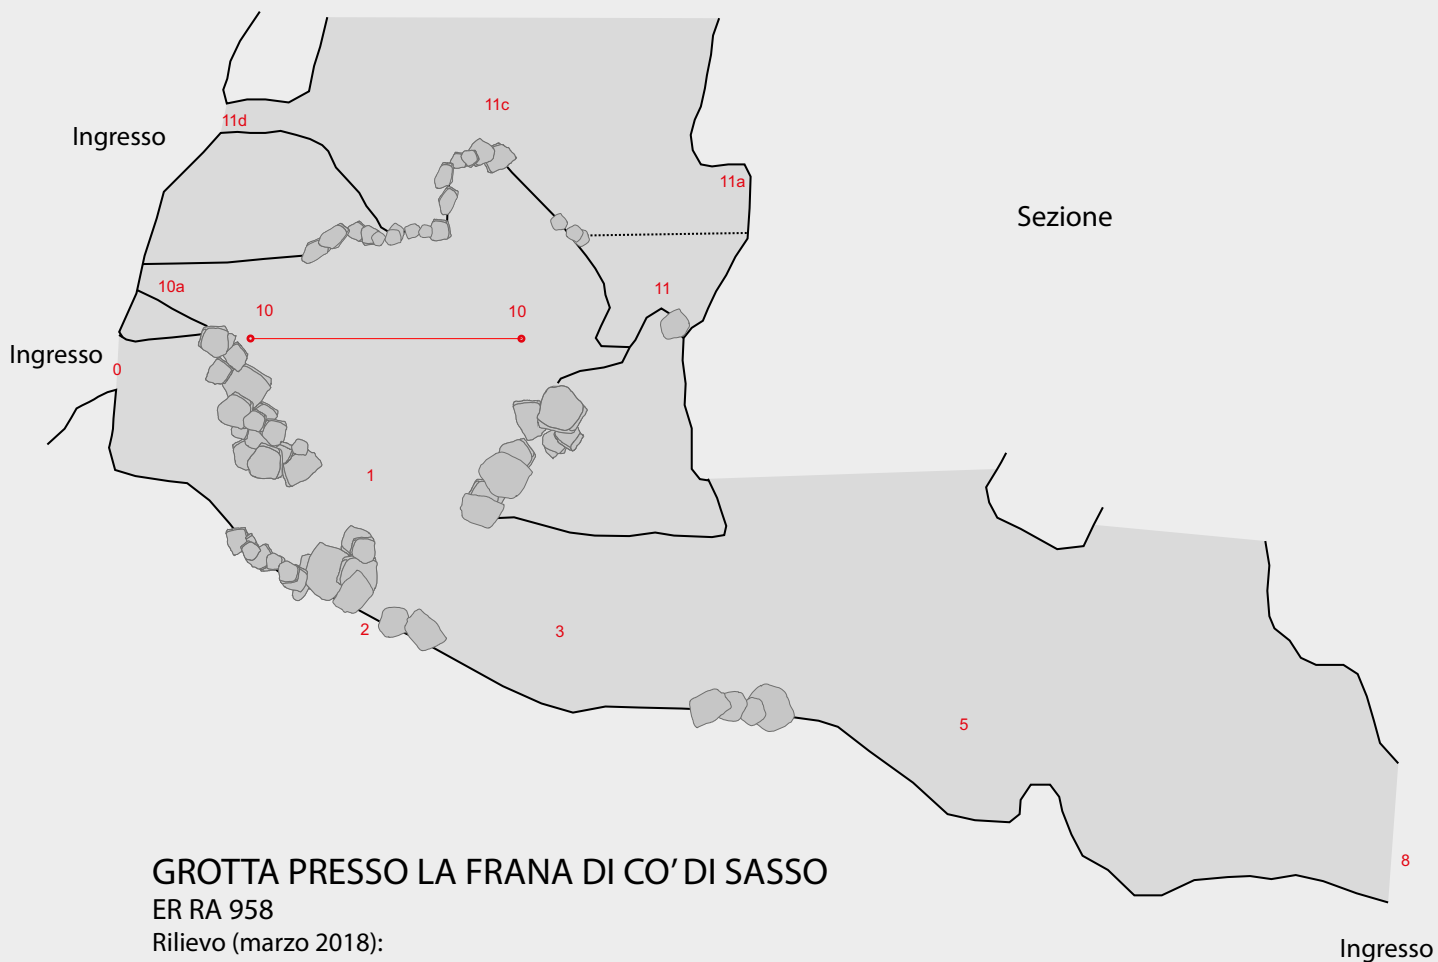 11c
11d
Ingresso
11a
Sezione
10a
11
10
10
Ingresso
0
1
2
3
5
GROTTA PRESSO LA FRANA DI CO’ DI SASSO
8
ER RA 958
Rilievo (marzo 2018):
Ingresso